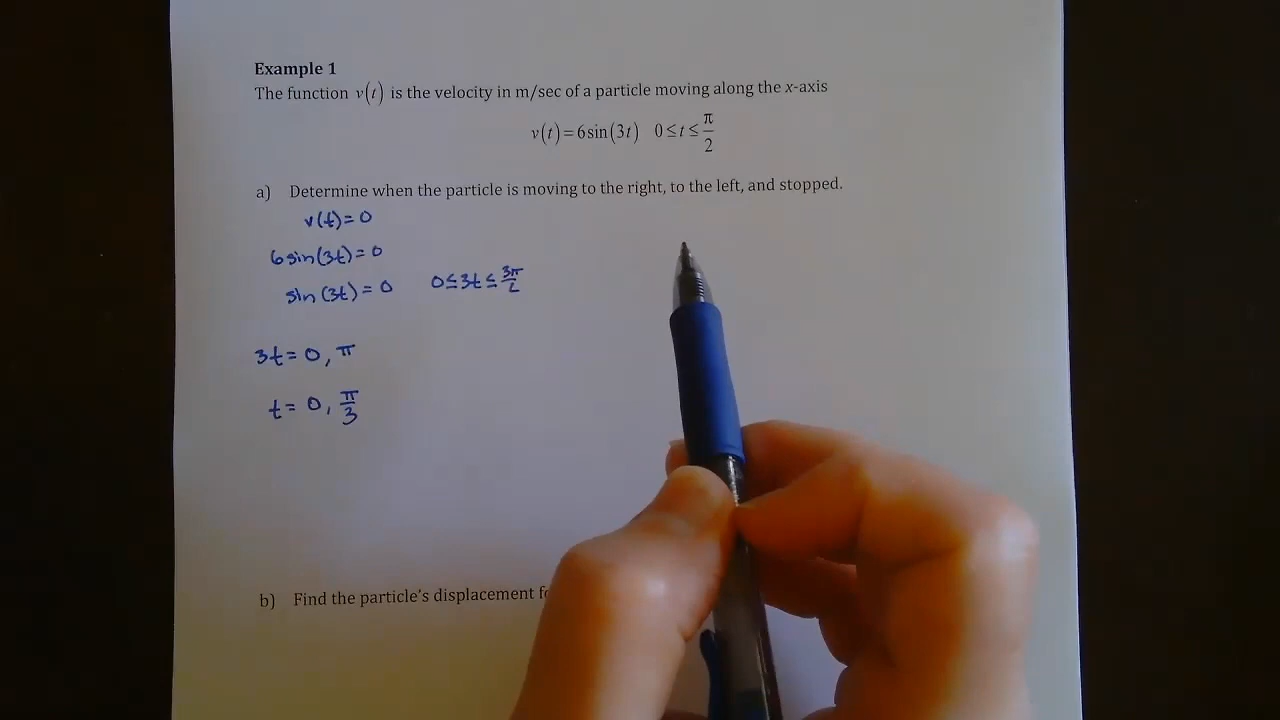 Example 1
The function v(t) is the velocity in m/sec of a particle moving along the x-axis
v(t)=6sin(3t) 0≤t≤π/2
a) Determine when the particle is moving to the right, to the left, and stopped.
v(t)=0
6sin(3t)=0
sin(3t)=0 0≤3t≤3π/2
3t=0, π
t=0, π/3
b) Find the particle's displacement